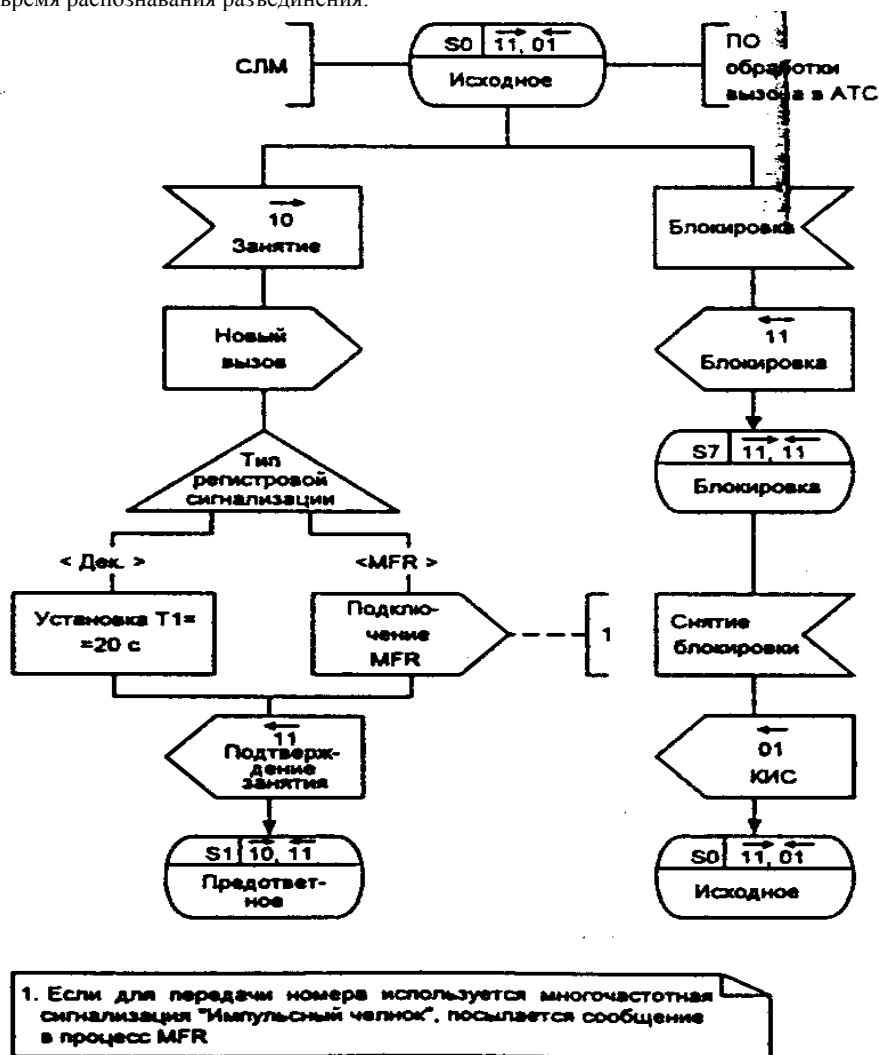 время распознавания разъединения.
S0 11, 01
Исходное
СЛМ
ПО
обработки
вызова в АТС
10
Занятие
Блокировка
Новый
вызов
11
Блокировка
Тип
регистровой
сигнализации
S7 11, 11
Блокировка
< Дек. >
<MFR >
Установка T1=
=20 с
Подклю-
чение
MFR
1
Снятие
блокировки
11
Подтверж-
дение
занятия
01
КИС
S1 10, 11
Предответ-
ное
S0 11, 01
Исходное
1. Если для передачи номера используется многочастотная
сигнализация "Импульсный челнок", посылается сообщение
в процесс MFR